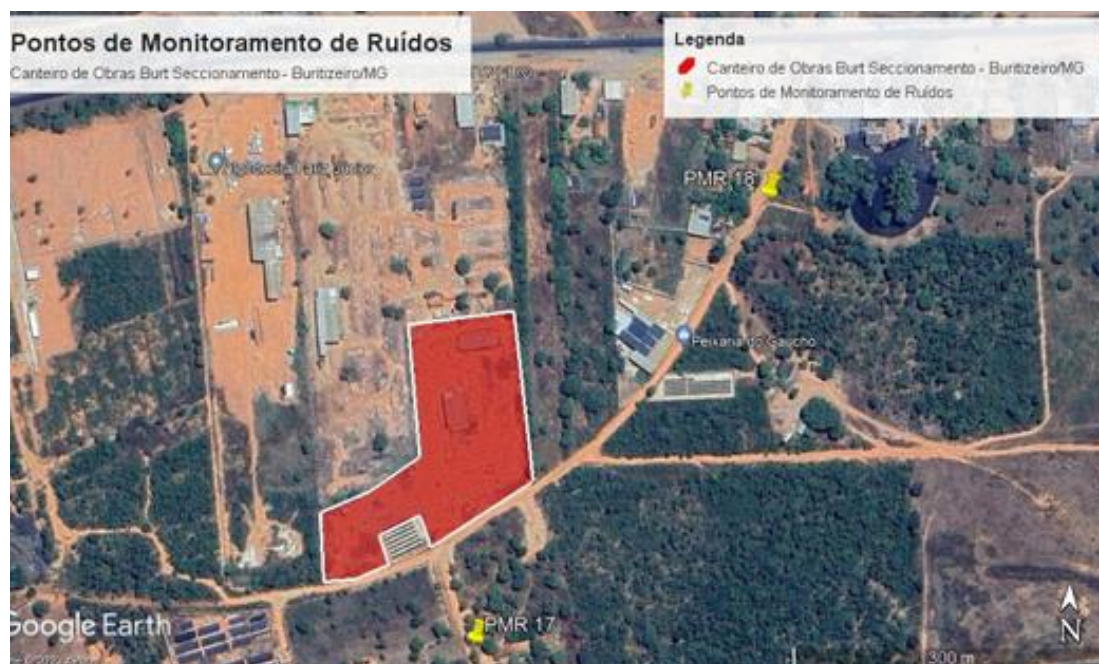 Pontos de Monitoramento de Ruídos
Canteiro de Obras Burt Seccionamento - Buritizeiro/MG
Legenda
Canteiro de Obras Burt Seccionamento - Buritizeiro/MG
Pontos de Monitoramento de Ruídos
PMR 18
Peixaria do Gaúcho
PMR 17
Google Earth
300 m
N